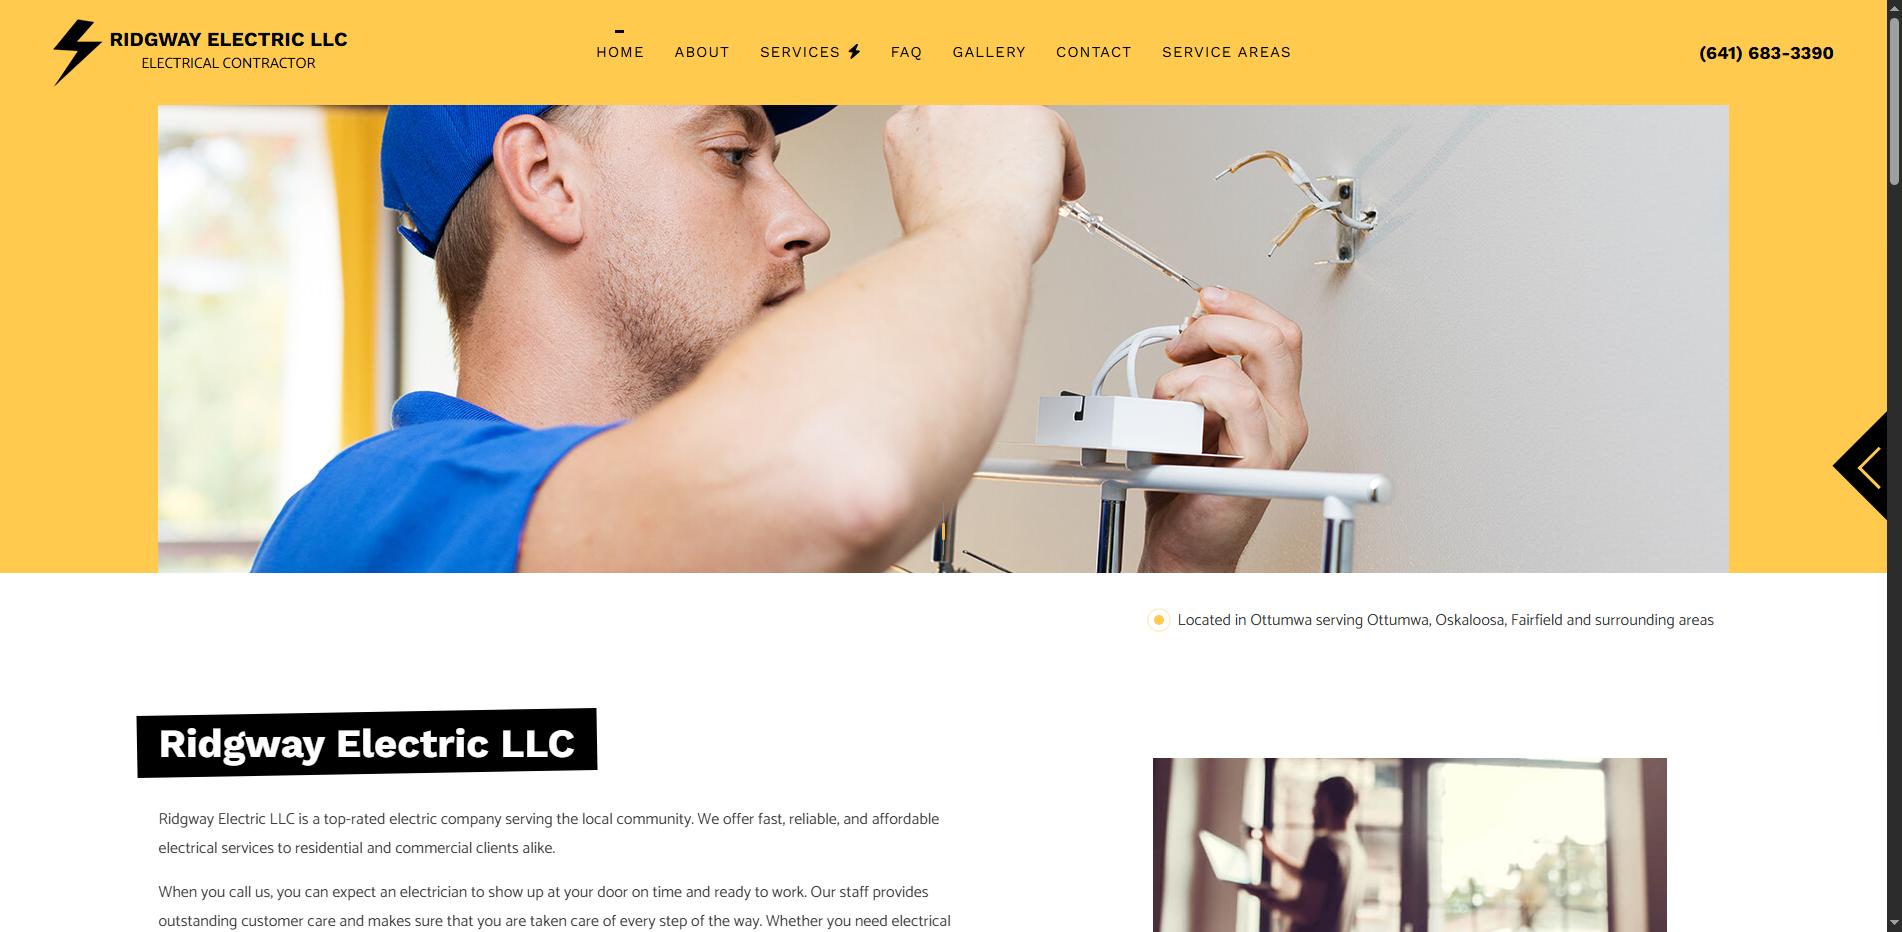 RIDGWAY ELECTRIC LLC
ELECTRICAL CONTRACTOR
HOME ABOUT SERVICES FAQ GALLERY CONTACT SERVICE AREAS
(641) 683-3390
Located in Ottumwa serving Ottumwa, Oskaloosa, Fairfield and surrounding areas
Ridgway Electric LLC
Ridgway Electric LLC is a top-rated electric company serving the local community. We offer fast, reliable, and affordable
electrical services to residential and commercial clients alike.
When you call us, you can expect an electrician to show up at your door on time and ready to work. Our staff provides
outstanding customer care and makes sure that you are taken care of every step of the way. Whether you need electrical